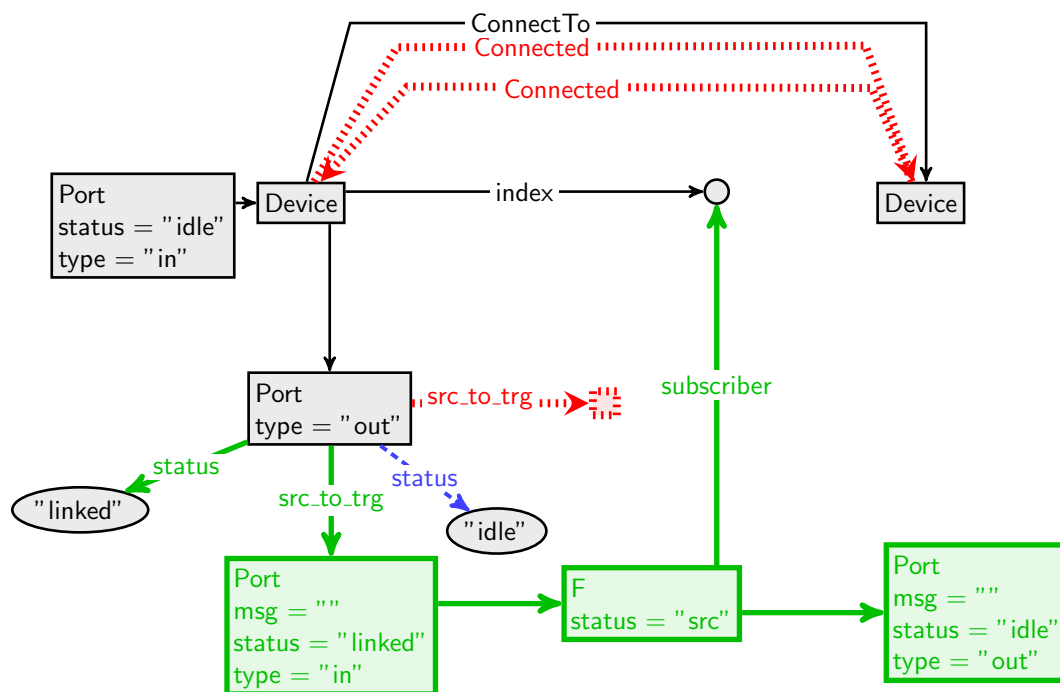 ConnectTo
Connected
Connected
Port
status = "idle"
type = "in"
Device
index
Device
Port
type = "out"
src_to_trg
subscriber
status
src_to_trg
status
"linked"
"idle"
Port
msg = ""
status = "linked"
type = "in"
F
status = "src"
Port
msg = ""
status = "idle"
type = "out"